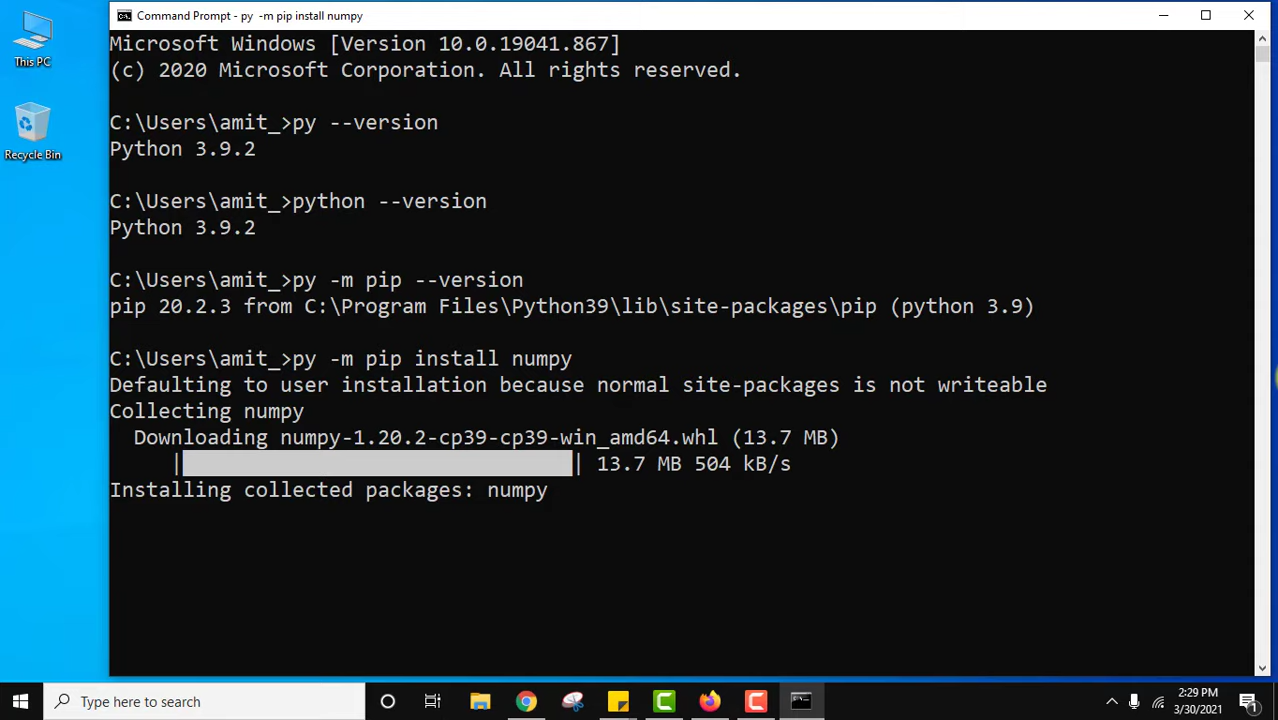 This PC
Recycle Bin
Command Prompt - py -m pip install numpy
Microsoft Windows [Version 10.0.19041.867]
(c) 2020 Microsoft Corporation. All rights reserved.
C:\Users\amit_>py --version
Python 3.9.2
C:\Users\amit_>python --version
Python 3.9.2
C:\Users\amit_>py -m pip --version
pip 20.2.3 from C:\Program Files\Python39\lib\site-packages\pip (python 3.9)
C:\Users\amit_>py -m pip install numpy
Defaulting to user installation because normal site-packages is not writeable
Collecting numpy
Downloading numpy-1.20.2-cp39-cp39-win_amd64.whl (13.7 MB)
| | 13.7 MB 504 kB/s
Installing collected packages: numpy
Type here to search
2:29 PM
3/30/2021
1